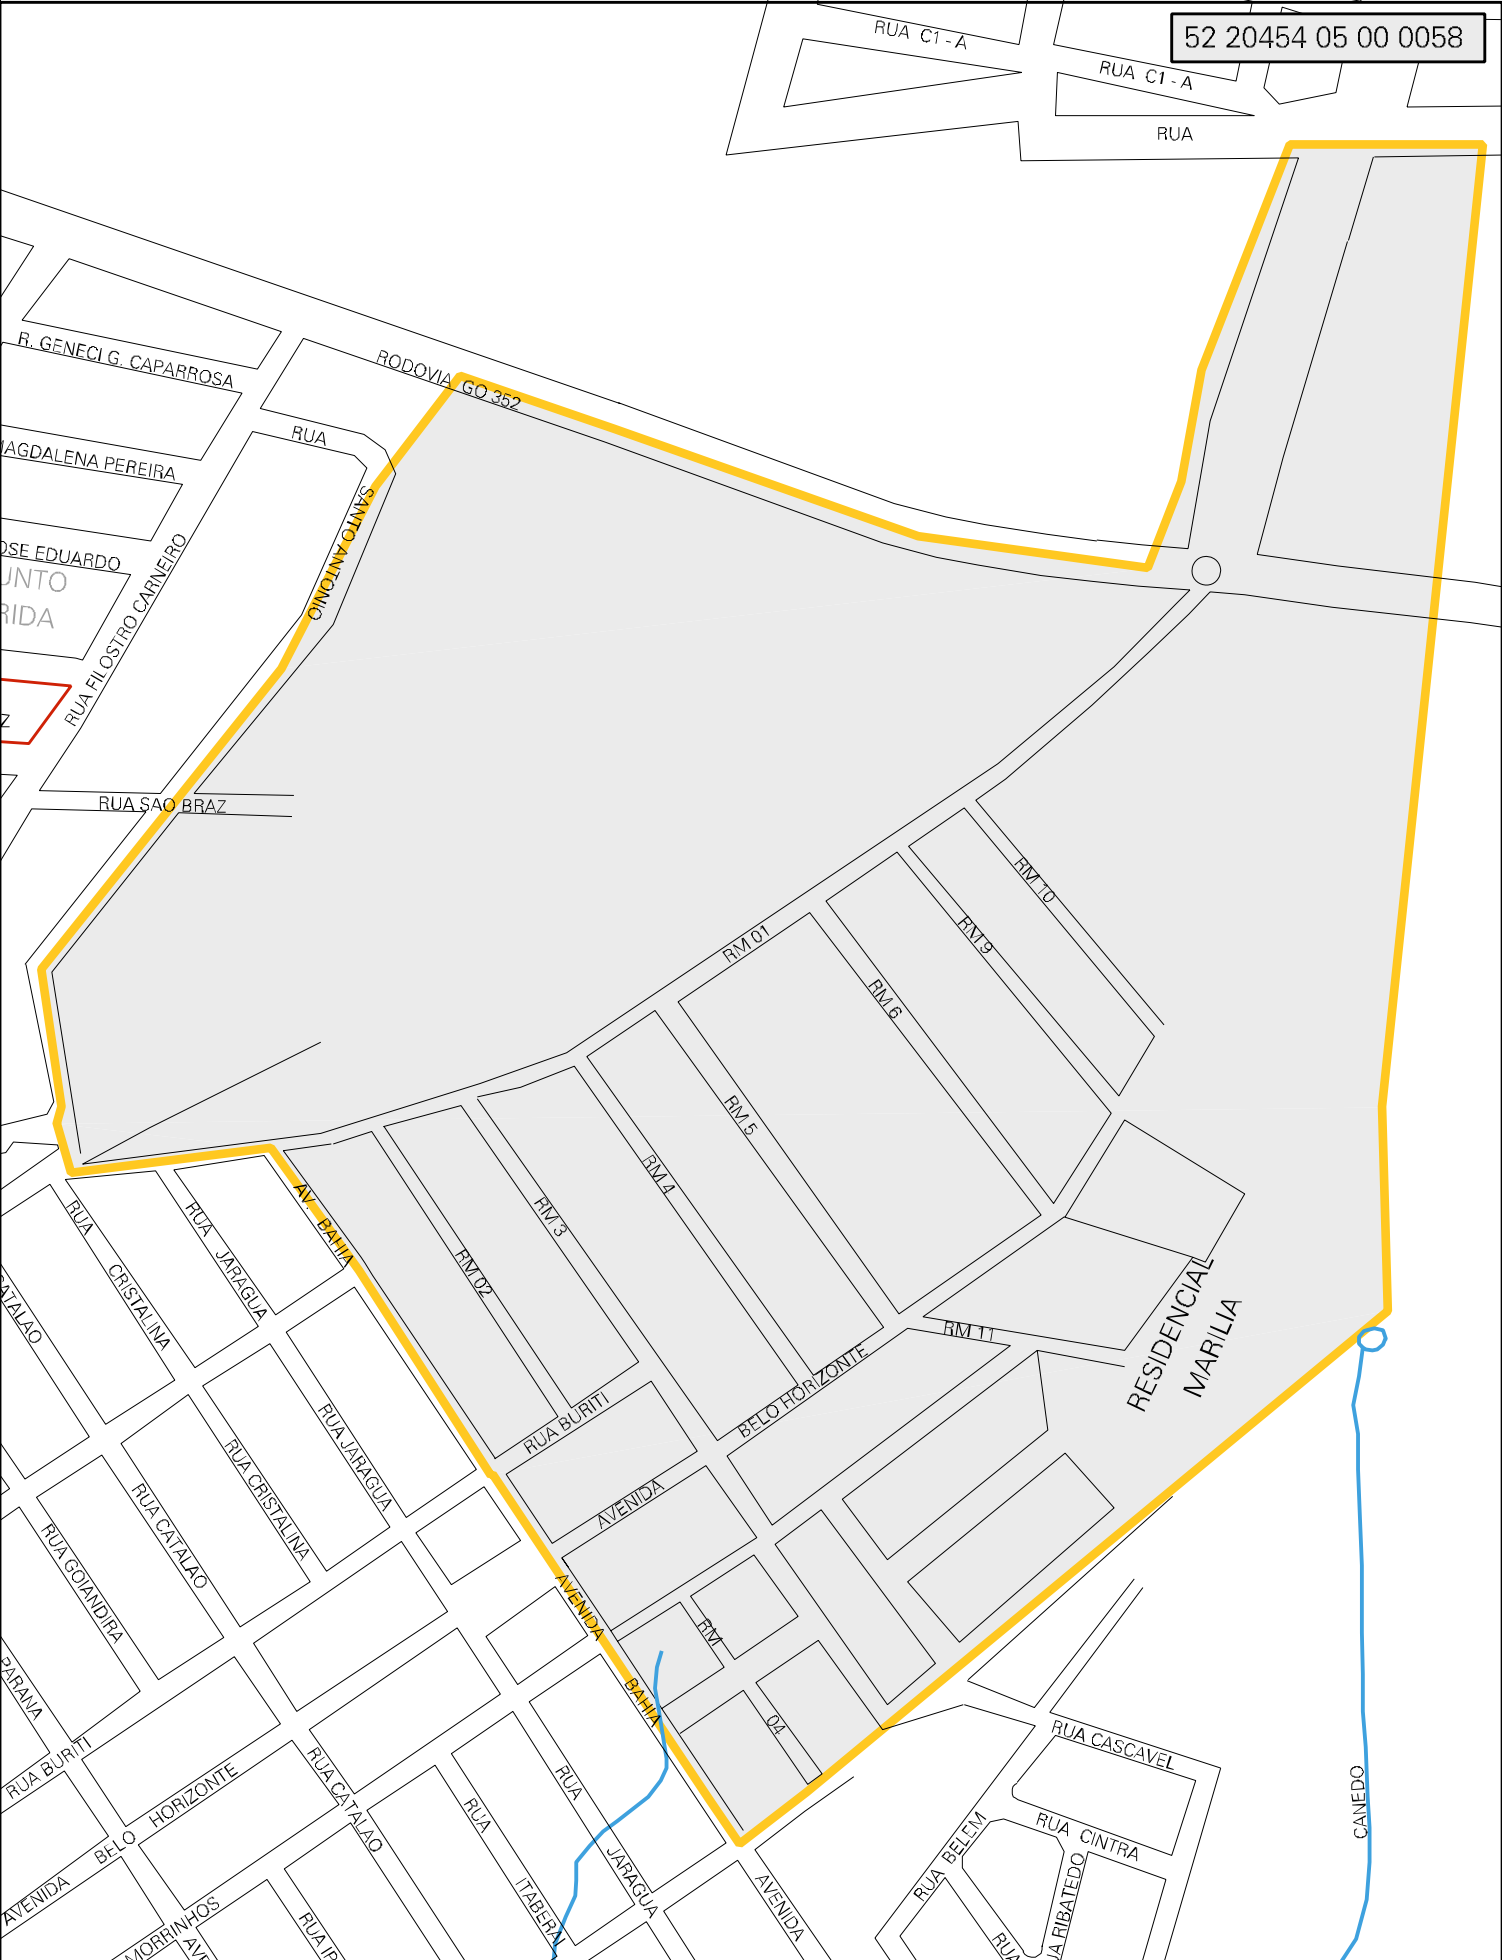 52 20454 05 00 0058
RUA C1 - A
RUA C1 - A
RUA
R. GENECI G. CAPARROSA
RODOVIA GO 352
RUA
SANTO ANTONIO
MAGDALENA PEREIRA
OSE EDUARDO
UNTO
RIDA
RUA FILOSTRO CARNEIRO
Z
RUA SAO BRAZ
RM 10
RM 9
RM 01
RM 6
RM 5
RM 4
RM 3
RM 02
AV. BAHIA
RUA JARAGUA
RUA CRISTALINA
CATALAO
RESIDENCIAL
MARILIA
RM 11
BELO HORIZONTE
RUA BURITI
AVENIDA
RUA JARAGUA
RUA CRISTALINA
RUA CATALAO
RUA GOIANDIRA
AVENIDA BAHIA
RM 04
PARANA
RUA BURITI
AVENIDA BELO HORIZONTE
RUA CATALAO
RUA JARAGUA
RUA ITABERAI
MORRINHOS
RUA IP
AVE
AVENIDA
RUA CASCAVEL
RUA CINTRA
RUA BELEM
UA RIBATEDO
RUA
CANEDO